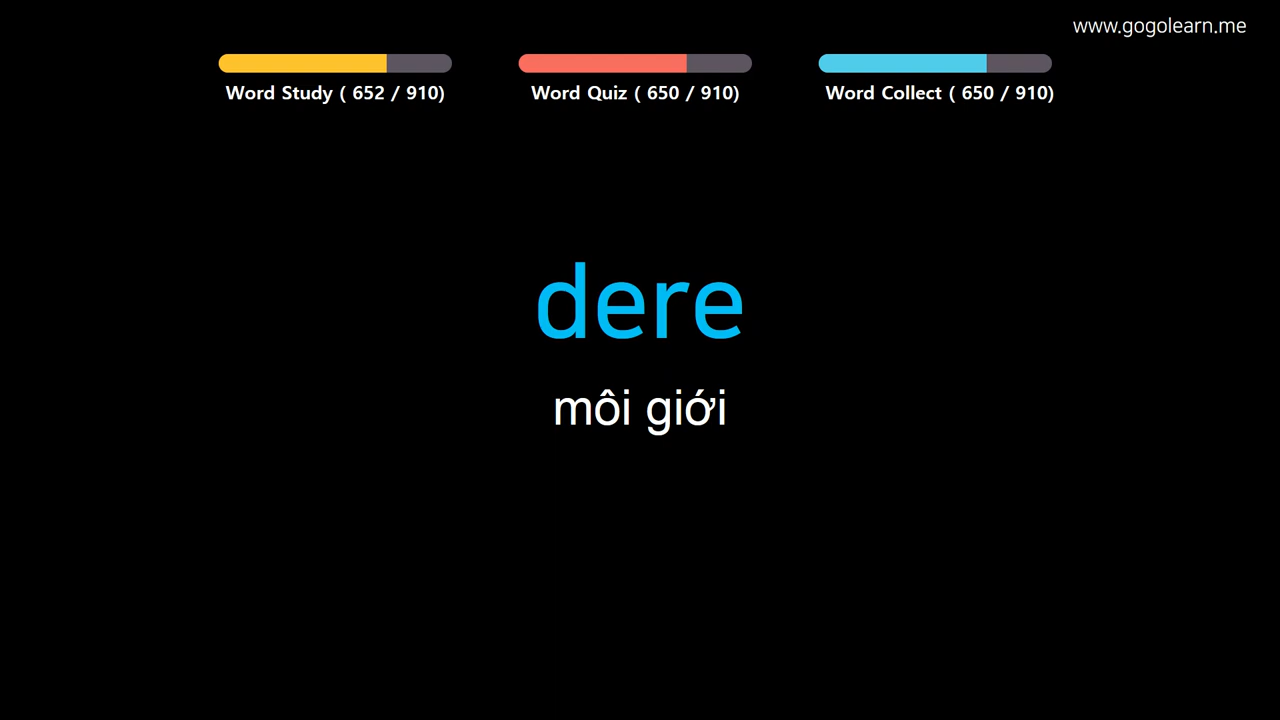 www.gogolearn.me
Word Study ( 652 / 910)
Word Quiz ( 650 / 910)
Word Collect ( 650 / 910)
dere
môi giới